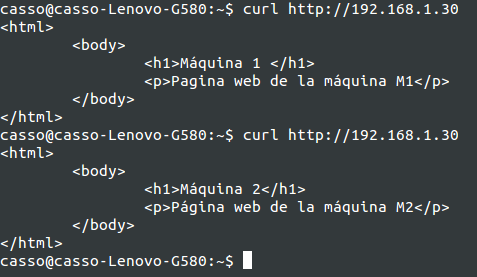 casso@casso-Lenovo-G580:~$ curl http://192.168.1.30
<html>
<body>
<h1>Máquina 1 </h1>
<p>Pagina web de la máquina M1</p>
</body>
</html>
casso@casso-Lenovo-G580:~$ curl http://192.168.1.30
<html>
<body>
<h1>Máquina 2</h1>
<p>Página web de la máquina M2</p>
</body>
</html>
casso@casso-Lenovo-G580:~$